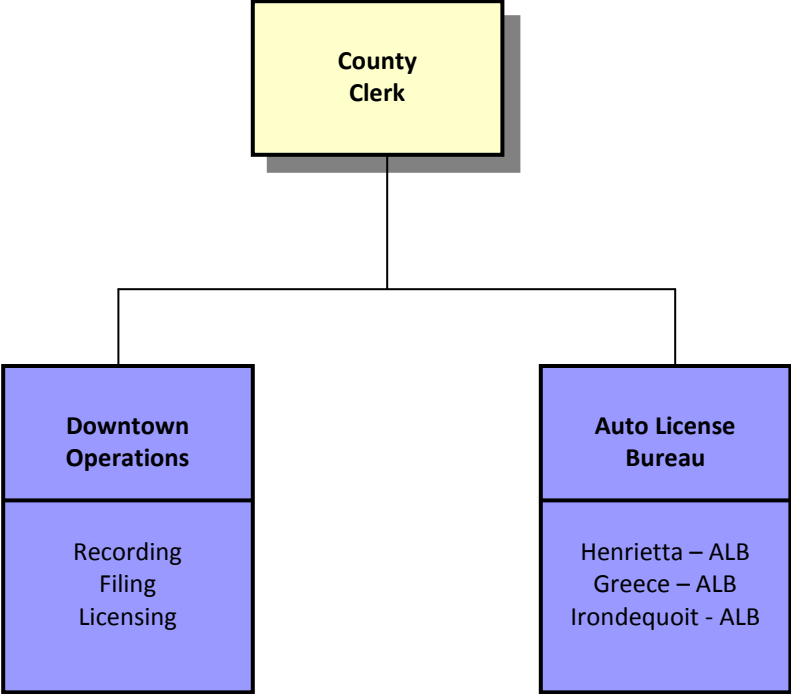 County
Clerk
Downtown
Operations
Recording
Filing
Licensing
Auto License
Bureau
Henrietta – ALB
Greece – ALB
Irondequoit - ALB